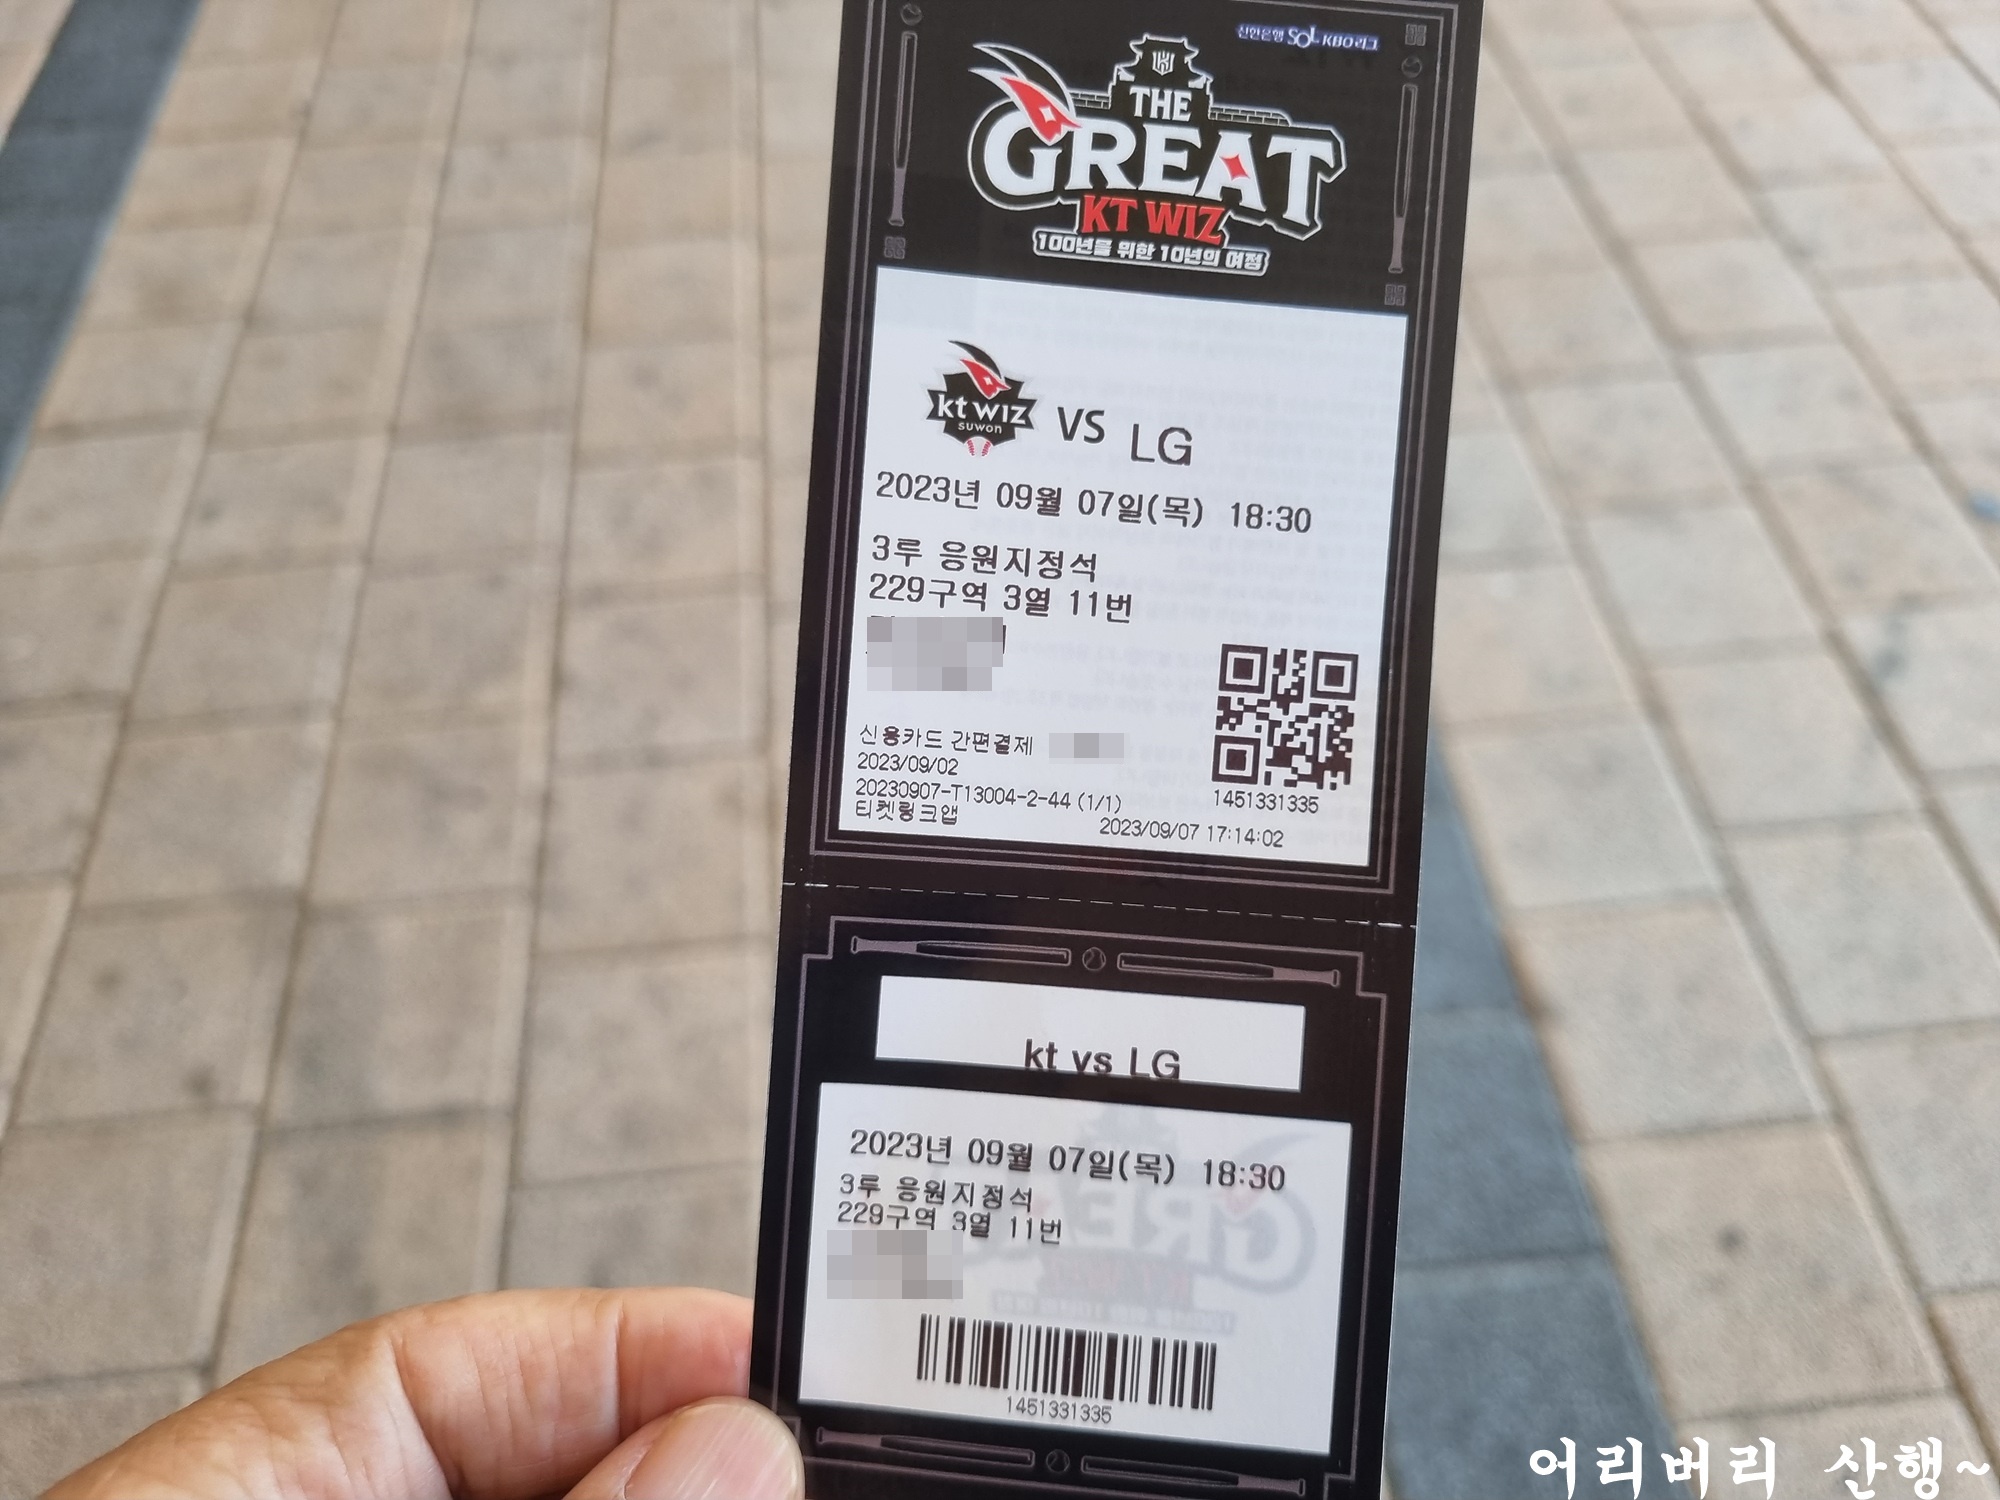 신한은행 SOL KBO 리그
THE
GREAT
KT WIZ
100년을 위한 10년의 여정
kt wiz
suwon
VS LG
2023년 09월 07일(목) 18:30
3루 응원지정석
229구역 3열 11번
신용카드 간편결제
2023/09/02
20230907-T13004-2-44 (1/1)
티켓링크앱
1451331335
2023/09/07 17:14:02
kt vs LG
2023년 09월 07일(목) 18:30
3루 응원지정석
229구역 3열 11번
1451331335
어리버리 산행~